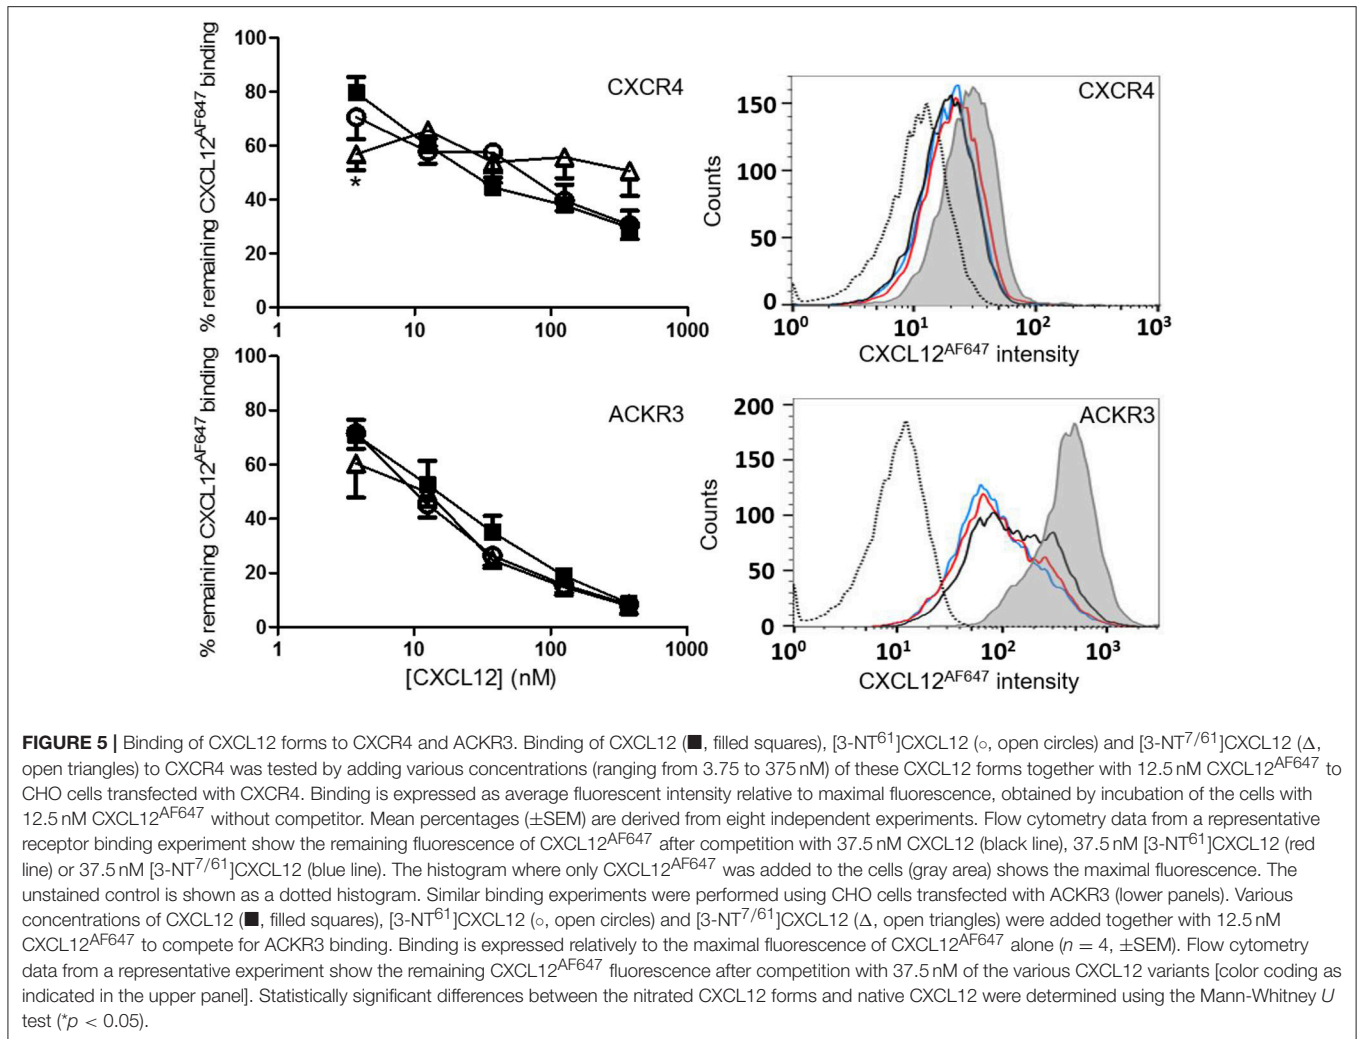 % remaining CXCL12AF647 binding
100
80
60
40
20
0
CXCR4
*
1 10 100 1000
Counts
150
100
50
0
CXCR4
10⁰ 10¹ 10² 10³
CXCL12AF647 intensity
% remaining CXCL12AF647 binding
100
80
60
40
20
0
ACKR3
1 10 100 1000
[CXCL12] (nM)
Counts
200
150
100
50
0
ACKR3
10⁰ 10¹ 10² 10³
CXCL12AF647 intensity
FIGURE 5 | Binding of CXCL12 forms to CXCR4 and ACKR3. Binding of CXCL12 (■, filled squares), [3-NT61]CXCL12 (○, open circles) and [3-NT7/61]CXCL12 (Δ,
open triangles) to CXCR4 was tested by adding various concentrations (ranging from 3.75 to 375 nM) of these CXCL12 forms together with 12.5 nM CXCL12AF647 to
CHO cells transfected with CXCR4. Binding is expressed as average fluorescent intensity relative to maximal fluorescence, obtained by incubation of the cells with
12.5 nM CXCL12AF647 without competitor. Mean percentages (±SEM) are derived from eight independent experiments. Flow cytometry data from a representative
receptor binding experiment show the remaining fluorescence of CXCL12AF647 after competition with 37.5 nM CXCL12 (black line), 37.5 nM [3-NT61]CXCL12 (red
line) or 37.5 nM [3-NT7/61]CXCL12 (blue line). The histogram where only CXCL12AF647 was added to the cells (gray area) shows the maximal fluorescence. The
unstained control is shown as a dotted histogram. Similar binding experiments were performed using CHO cells transfected with ACKR3 (lower panels). Various
concentrations of CXCL12 (■, filled squares), [3-NT61]CXCL12 (○, open circles) and [3-NT7/61]CXCL12 (Δ, open triangles) were added together with 12.5 nM
CXCL12AF647 to compete for ACKR3 binding. Binding is expressed relatively to the maximal fluorescence of CXCL12AF647 alone (n = 4, ±SEM). Flow cytometry
data from a representative experiment show the remaining CXCL12AF647 fluorescence after competition with 37.5 nM of the various CXCL12 variants [color coding as
indicated in the upper panel]. Statistically significant differences between the nitrated CXCL12 forms and native CXCL12 were determined using the Mann-Whitney U
test (*p < 0.05).